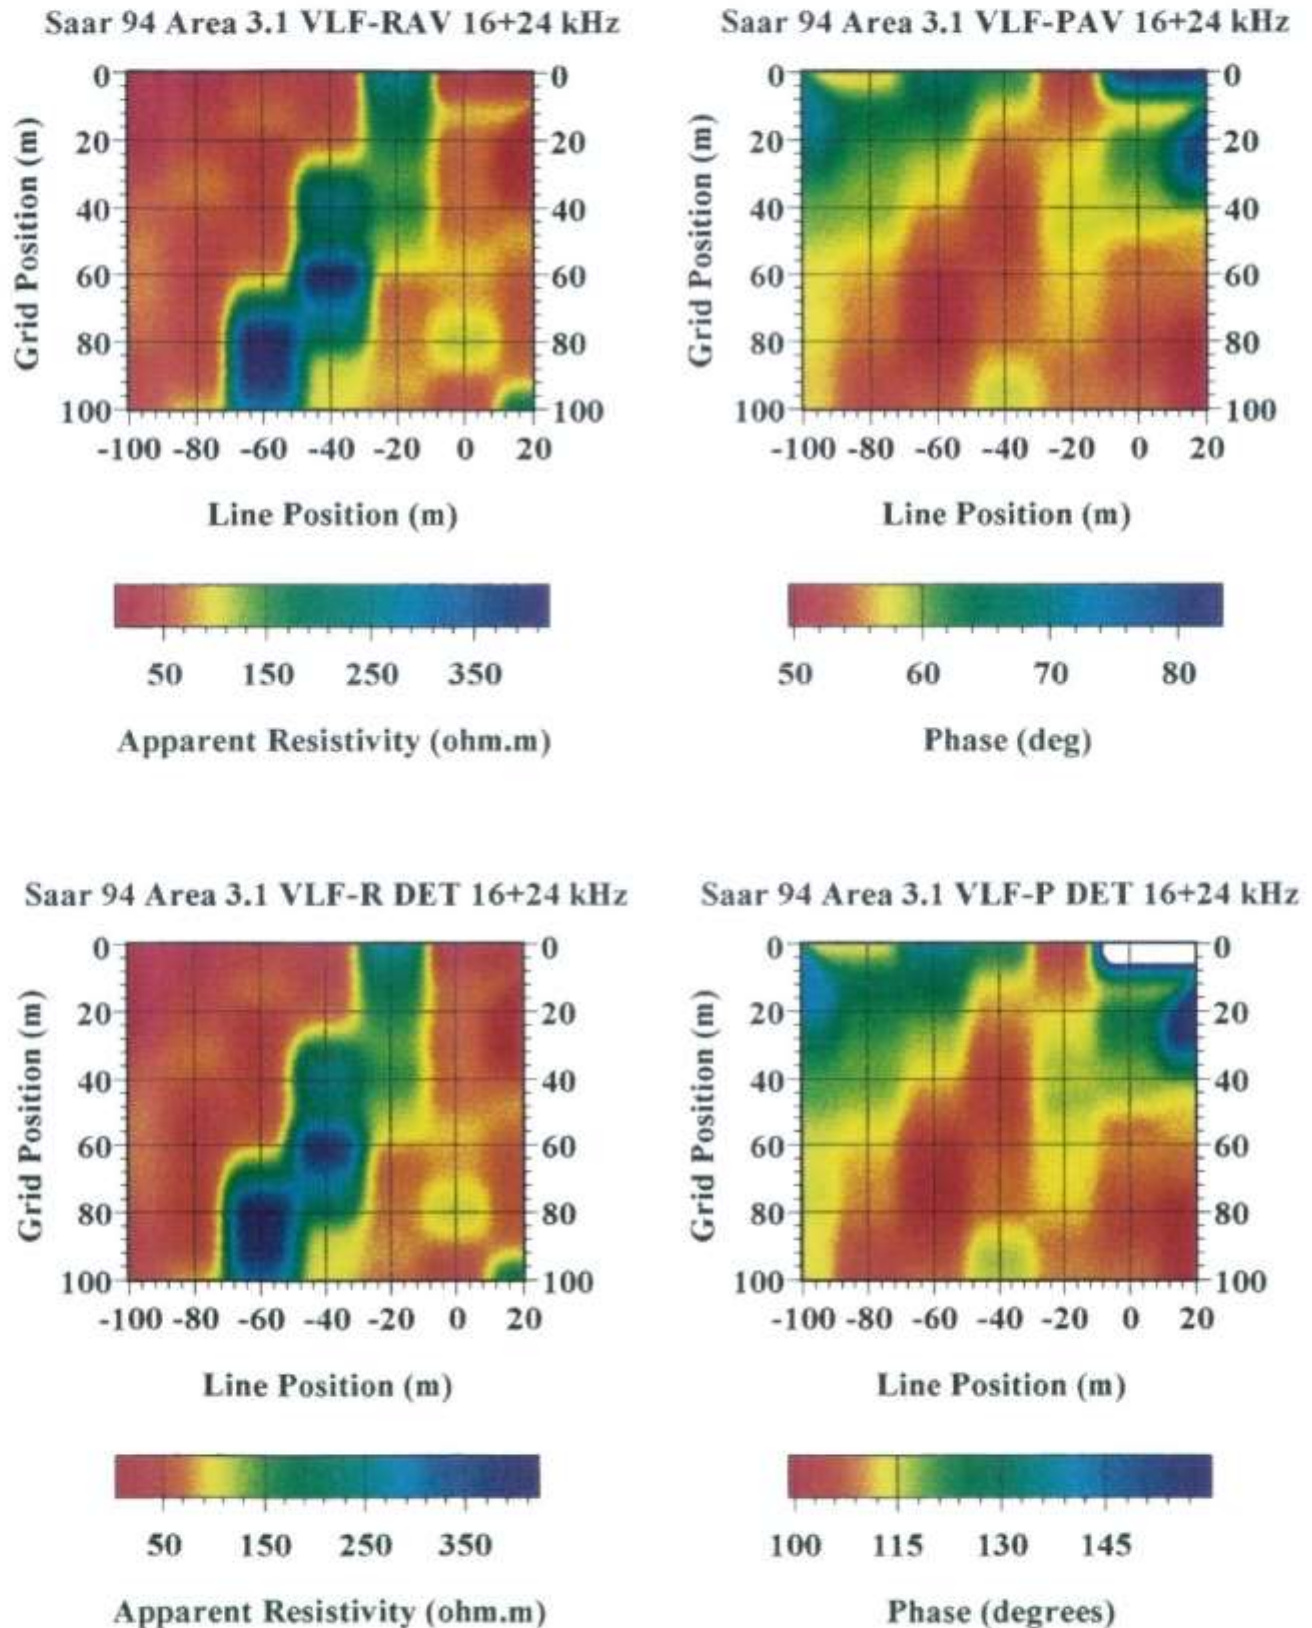 Saar 94 Area 3.1 VLF-RAV 16+24 kHz
0 0
20 20
40 40
60 60
80 80
100 100
Grid Position (m)
-100 -80 -60 -40 -20 0 20
Line Position (m)
50 150 250 350
Apparent Resistivity (ohm.m)
Saar 94 Area 3.1 VLF-PAV 16+24 kHz
0 0
20 20
40 40
60 60
80 80
100 100
Grid Position (m)
-100 -80 -60 -40 -20 0 20
Line Position (m)
50 60 70 80
Phase (deg)
Saar 94 Area 3.1 VLF-R DET 16+24 kHz
0 0
20 20
40 40
60 60
80 80
100 100
Grid Position (m)
-100 -80 -60 -40 -20 0 20
Line Position (m)
50 150 250 350
Apparent Resistivity (ohm.m)
Saar 94 Area 3.1 VLF-P DET 16+24 kHz
0 0
20 20
40 40
60 60
80 80
100 100
Grid Position (m)
-100 -80 -60 -40 -20 0 20
Line Position (m)
100 115 130 145
Phase (degrees)